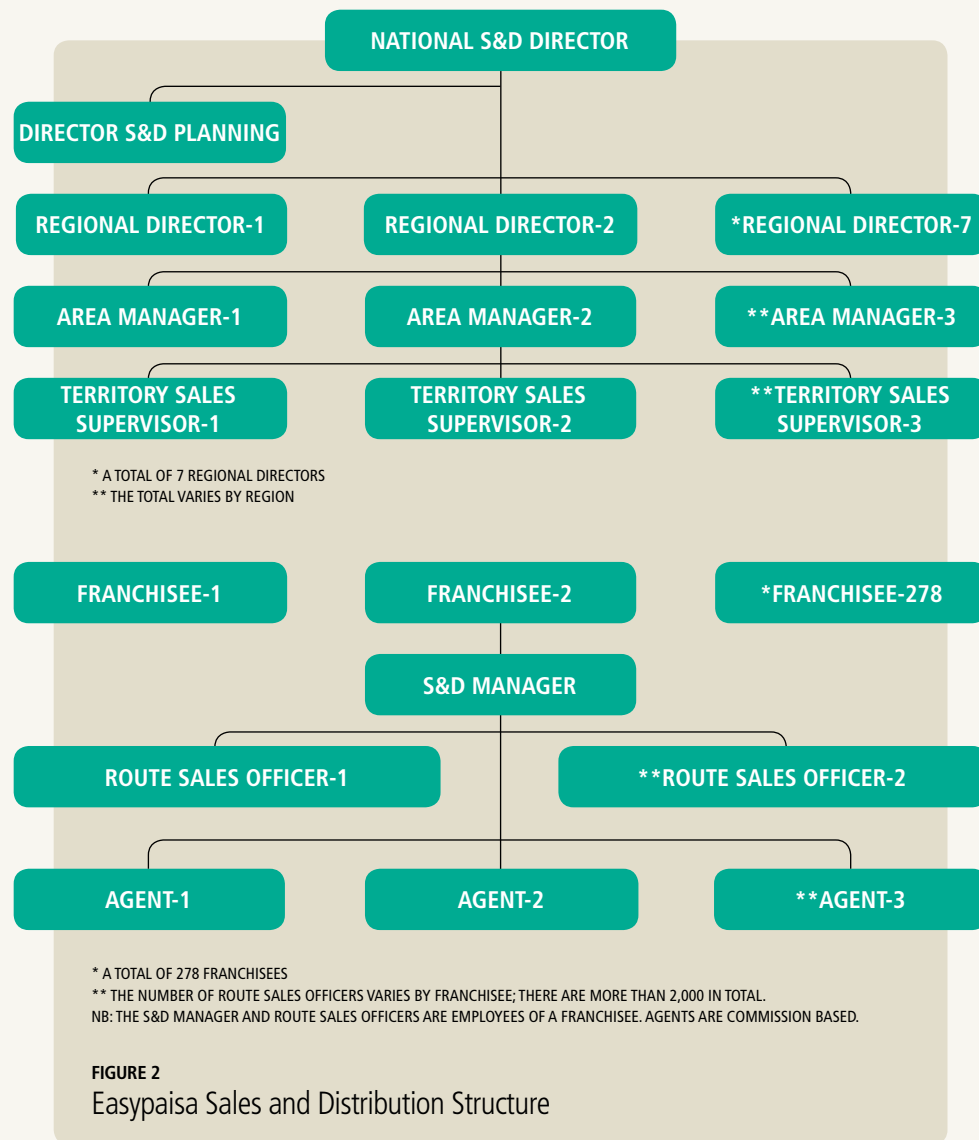 NATIONAL S&D DIRECTOR
DIRECTOR S&D PLANNING
REGIONAL DIRECTOR-1
REGIONAL DIRECTOR-2
*REGIONAL DIRECTOR-7
AREA MANAGER-1
AREA MANAGER-2
**AREA MANAGER-3
TERRITORY SALES
SUPERVISOR-1
TERRITORY SALES
SUPERVISOR-2
**TERRITORY SALES
SUPERVISOR-3
* A TOTAL OF 7 REGIONAL DIRECTORS
** THE TOTAL VARIES BY REGION
FRANCHISEE-1
FRANCHISEE-2
*FRANCHISEE-278
S&D MANAGER
ROUTE SALES OFFICER-1
**ROUTE SALES OFFICER-2
AGENT-1
AGENT-2
**AGENT-3
* A TOTAL OF 278 FRANCHISEES
** THE NUMBER OF ROUTE SALES OFFICERS VARIES BY FRANCHISEE; THERE ARE MORE THAN 2,000 IN TOTAL.
NB: THE S&D MANAGER AND ROUTE SALES OFFICERS ARE EMPLOYEES OF A FRANCHISEE. AGENTS ARE COMMISSION BASED.
FIGURE 2
Easypaisa Sales and Distribution Structure